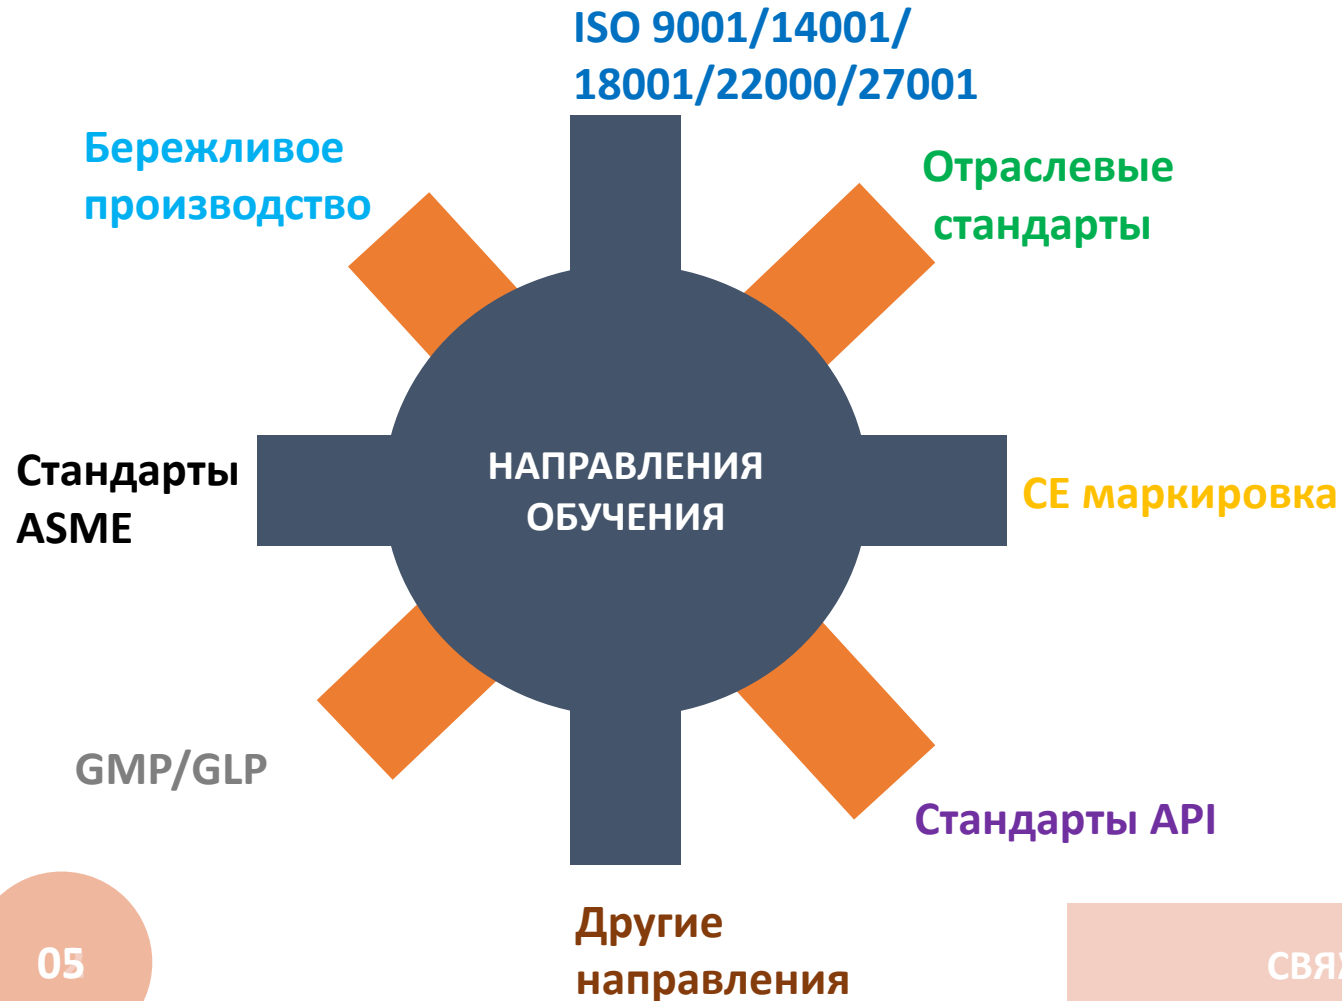 ISO 9001/14001/
18001/22000/27001
Бережливое
производство
Отраслевые
стандарты
Стандарты
ASME
НАПРАВЛЕНИЯ
ОБУЧЕНИЯ
CE маркировка
GMP/GLP
Стандарты API
Другие
направления
05